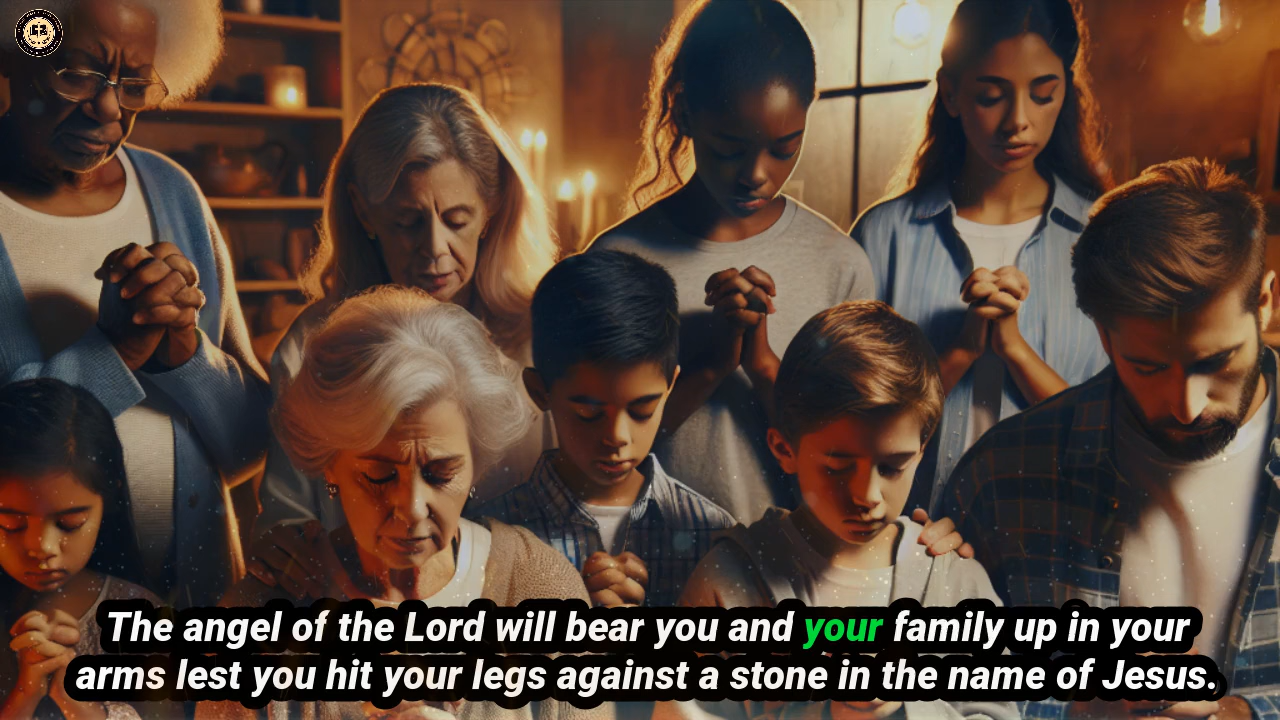 The angel of the Lord will bear you and your family up in your
arms lest you hit your legs against a stone in the name of Jesus.